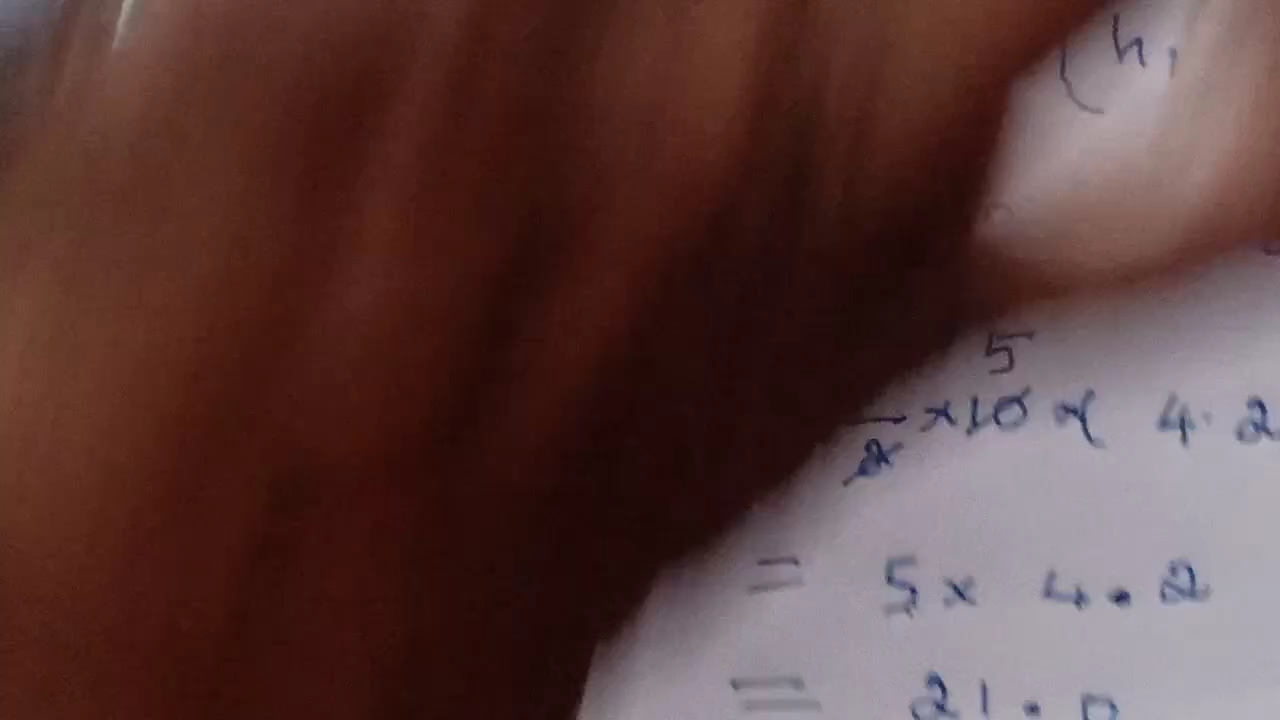 (h,
5
2 ×10 × 4.2
= 5 × 4.2
= 21.0